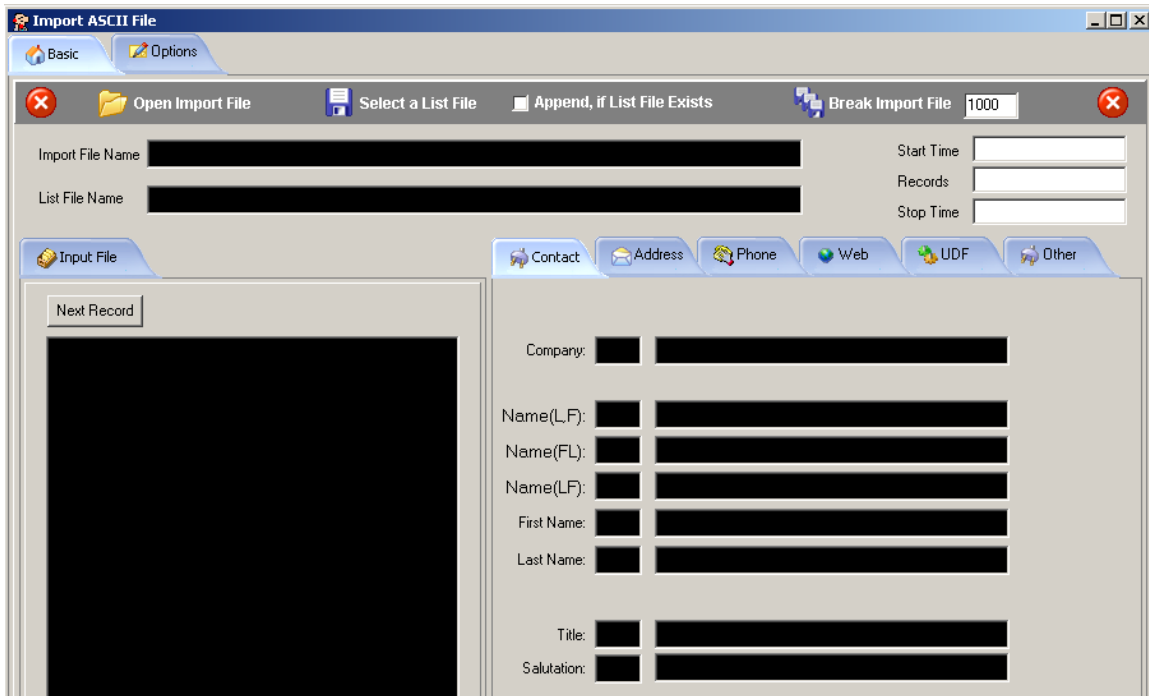 Import ASCII File
Basic Options
Open Import File Select a List File Append, if List File Exists Break Import File 1000
Import File Name
List File Name
Start Time
Records
Stop Time
Input File
Next Record
Contact Address Phone Web UDF Other
Company:
Name(L,F):
Name(FL):
Name(LF):
First Name:
Last Name:
Title:
Salutation: